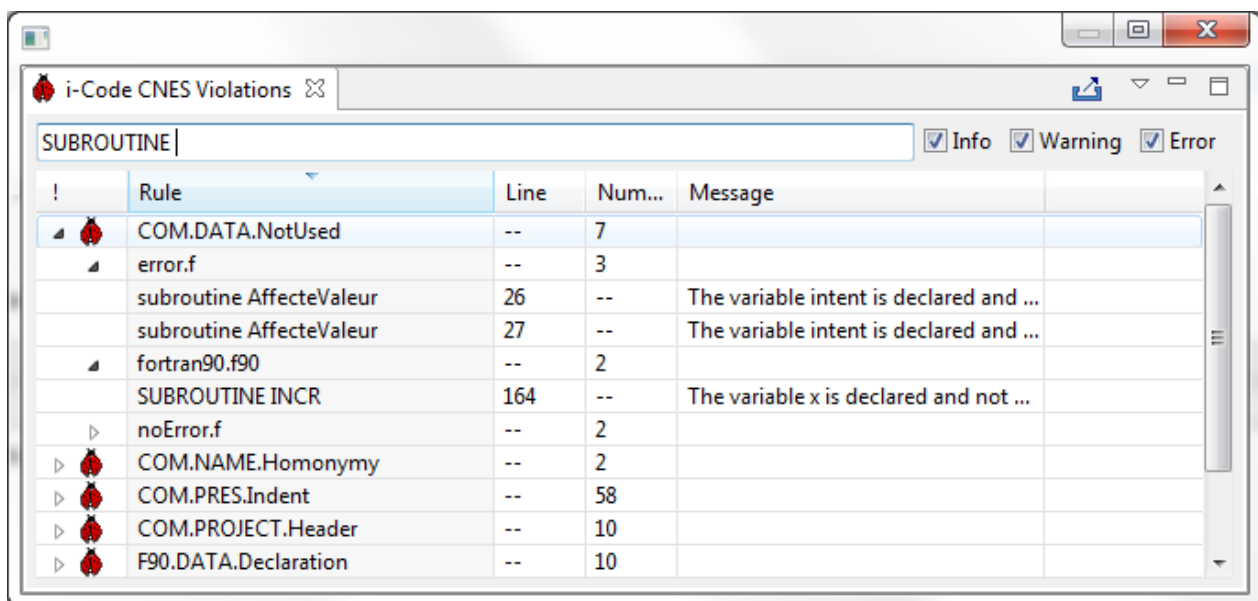 i-Code CNES Violations
SUBROUTINE Info Warning Error
! Rule Line Num... Message
COM.DATA.NotUsed -- 7
error.f -- 3
subroutine AffecteValeur 26 -- The variable intent is declared and ...
subroutine AffecteValeur 27 -- The variable intent is declared and ...
fortran90.f90 -- 2
SUBROUTINE INCR 164 -- The variable x is declared and not ...
noError.f -- 2
COM.NAME.Homonymy -- 2
COM.PRES.Indent -- 58
COM.PROJECT.Header -- 10
F90.DATA.Declaration -- 10